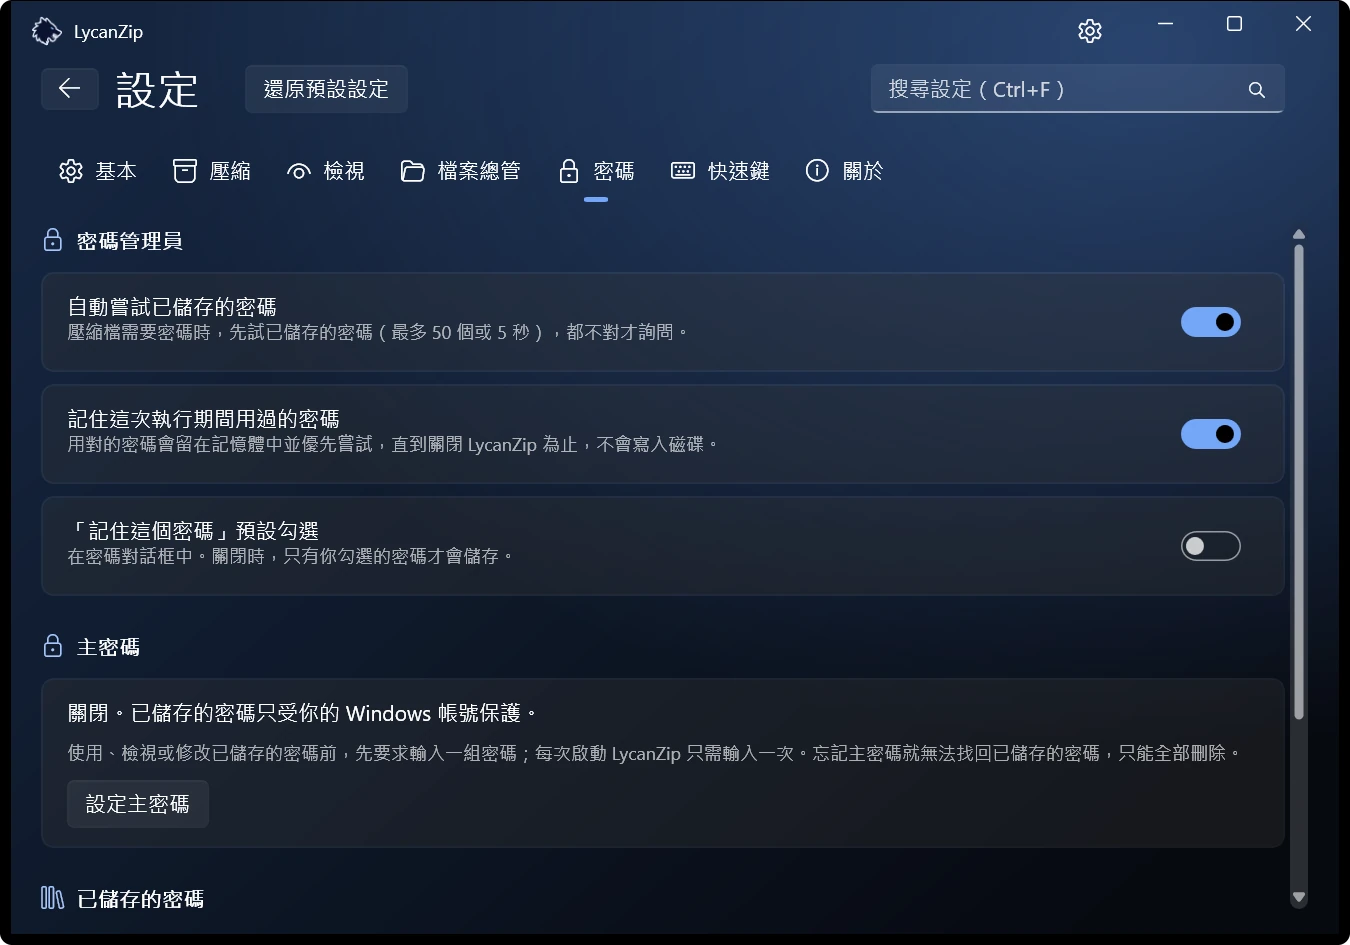 LycanZip
設定
還原預設設定
搜尋設定（Ctrl+F）
基本
壓縮
檢視
檔案總管
密碼
快速鍵
關於
密碼管理員
自動嘗試已儲存的密碼
壓縮檔需要密碼時，先試已儲存的密碼（最多 50 個或 5 秒），都不對才詢問。
記住這次執行期間用過的密碼
用對的密碼會留在記憶體中並優先嘗試，直到關閉 LycanZip 為止，不會寫入磁碟。
「記住這個密碼」預設勾選
在密碼對話框中。關閉時，只有你勾選的密碼才會儲存。
主密碼
關閉。已儲存的密碼只受你的 Windows 帳號保護。
使用、檢視或修改已儲存的密碼前，先要求輸入一組密碼；每次啟動 LycanZip 只需輸入一次。忘記主密碼就無法找回已儲存的密碼，只能全部刪除。
設定主密碼
已儲存的密碼